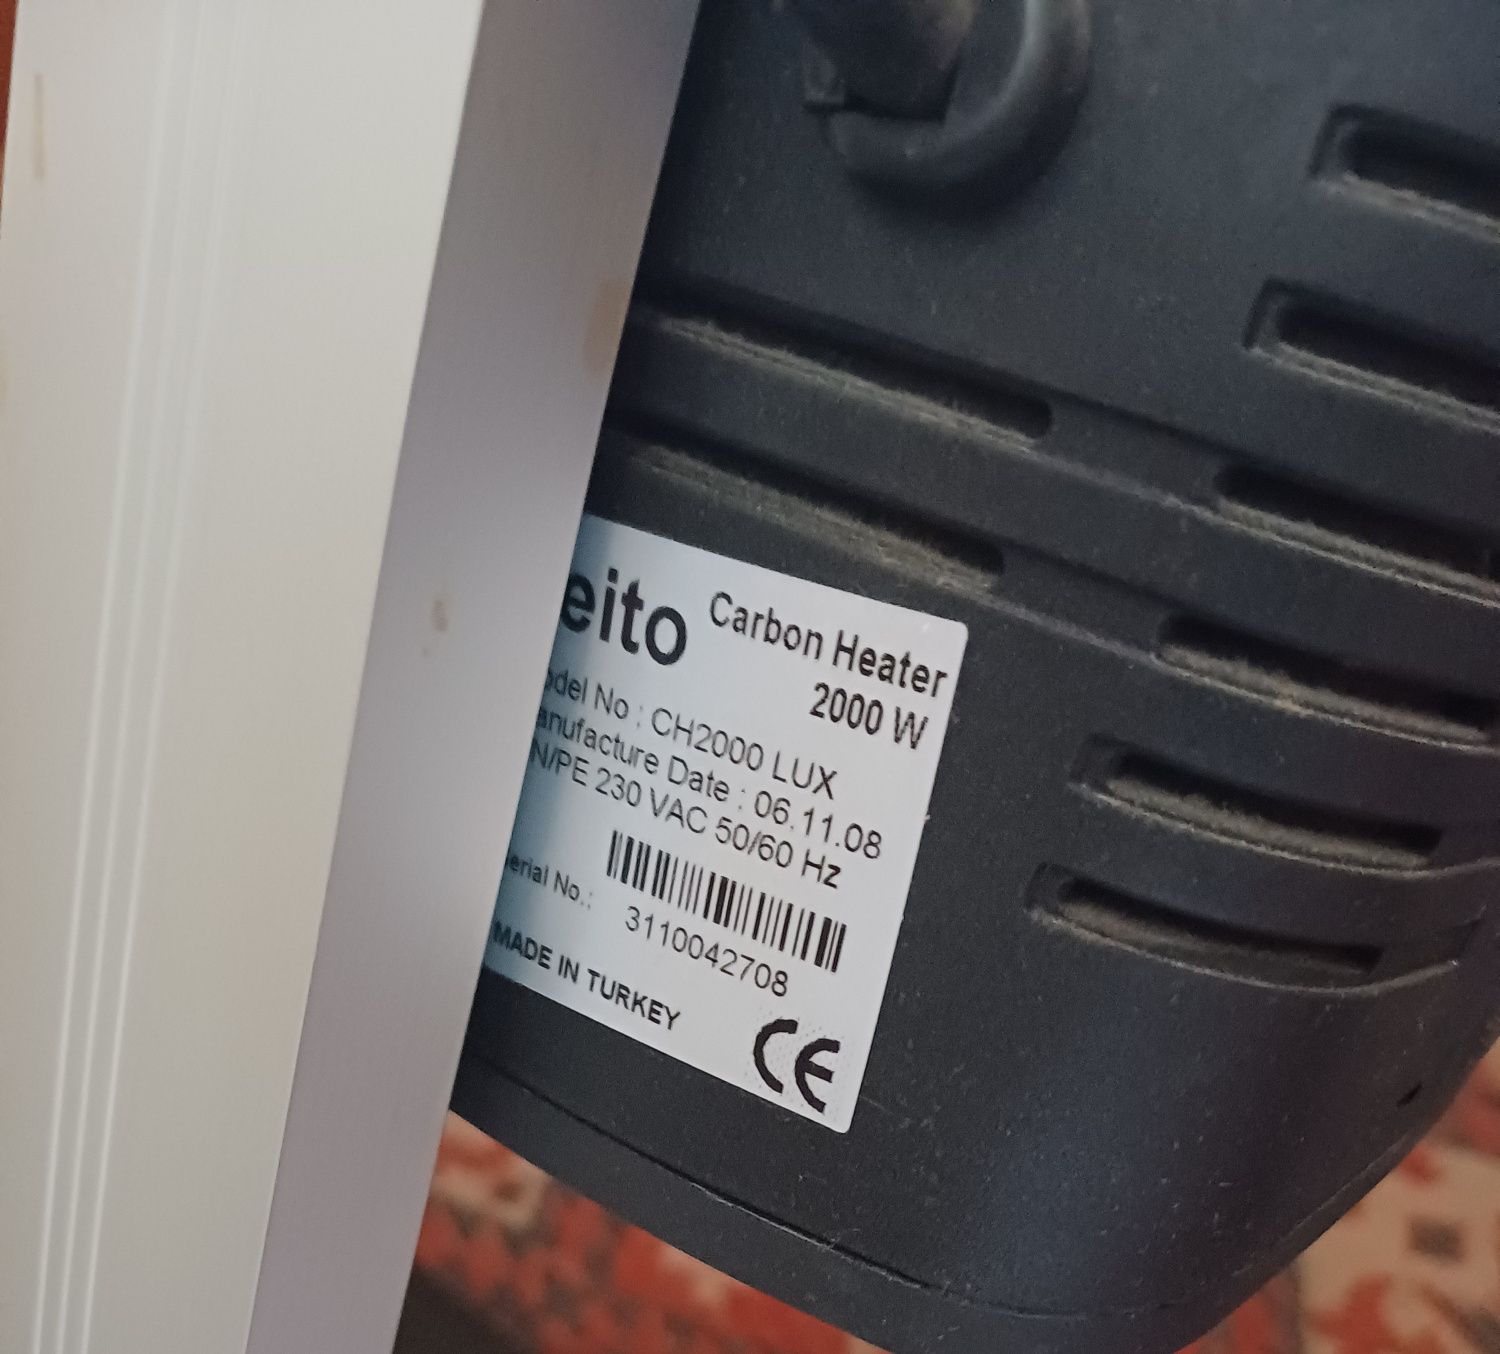 eito Carbon Heater
2000 W
odel No : CH2000 LUX
anufacture Date : 06.11.08
N/PE 230 VAC 50/60 Hz
erial No.:
3110042708
MADE IN TURKEY
CE